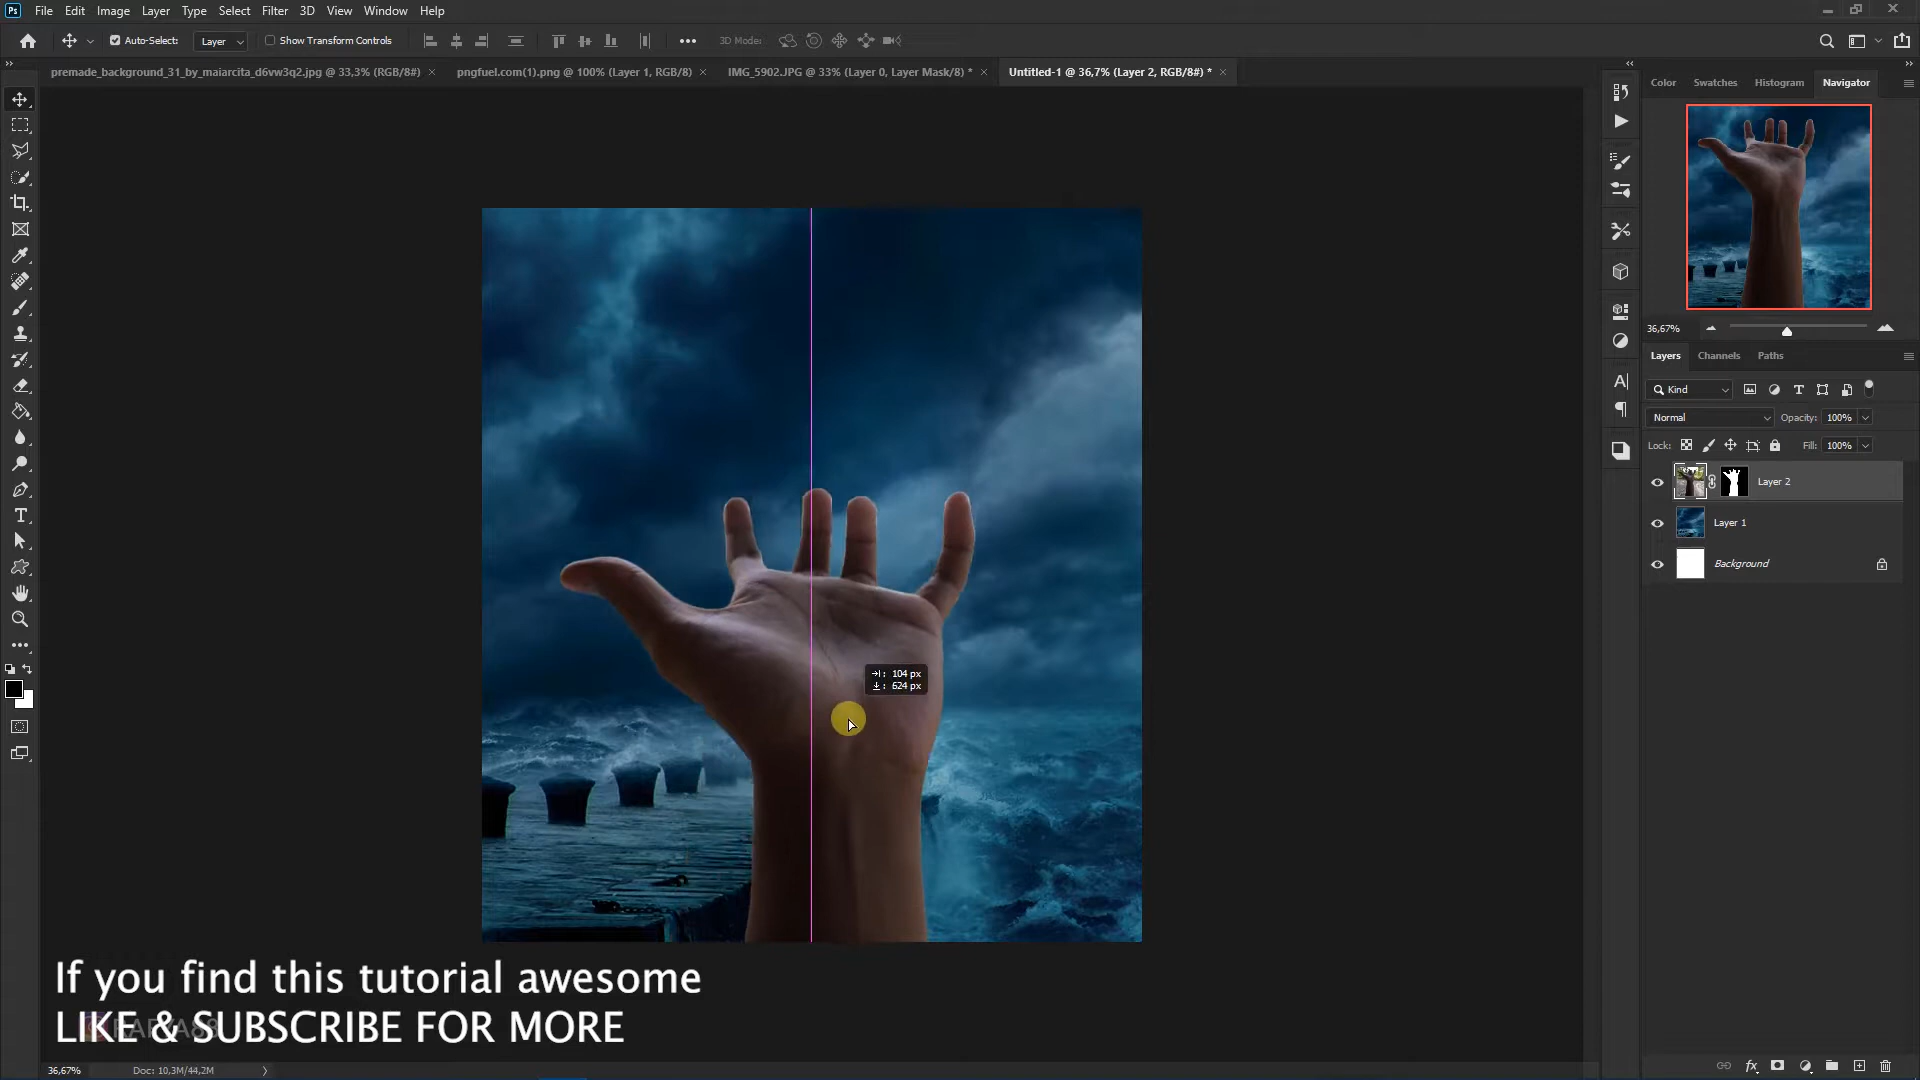 Ps File Edit Image Layer Type Select Filter 3D View Window Help
Auto-Select: Layer Show Transform Controls 3D Mode:
premade_background_31_by_maiarcita_d6vw3q2.jpg @ 33,3% (RGB/8#) pngfuel.com(1).png @ 100% (Layer 1, RGB/8) IMG_5902.JPG @ 33% (Layer 0, Layer Mask/8) * Untitled-1 @ 36,7% (Layer 2, RGB/8#) *
Color Swatches Histogram Navigator
36,67%
Layers Channels Paths
Kind
Normal Opacity: 100%
Lock: Fill: 100%
Layer 2
Layer 1
Background
104 px
624 px
If you find this tutorial awesome
LIKE & SUBSCRIBE FOR MORE
36,67% Doc: 10,3M/44,2M